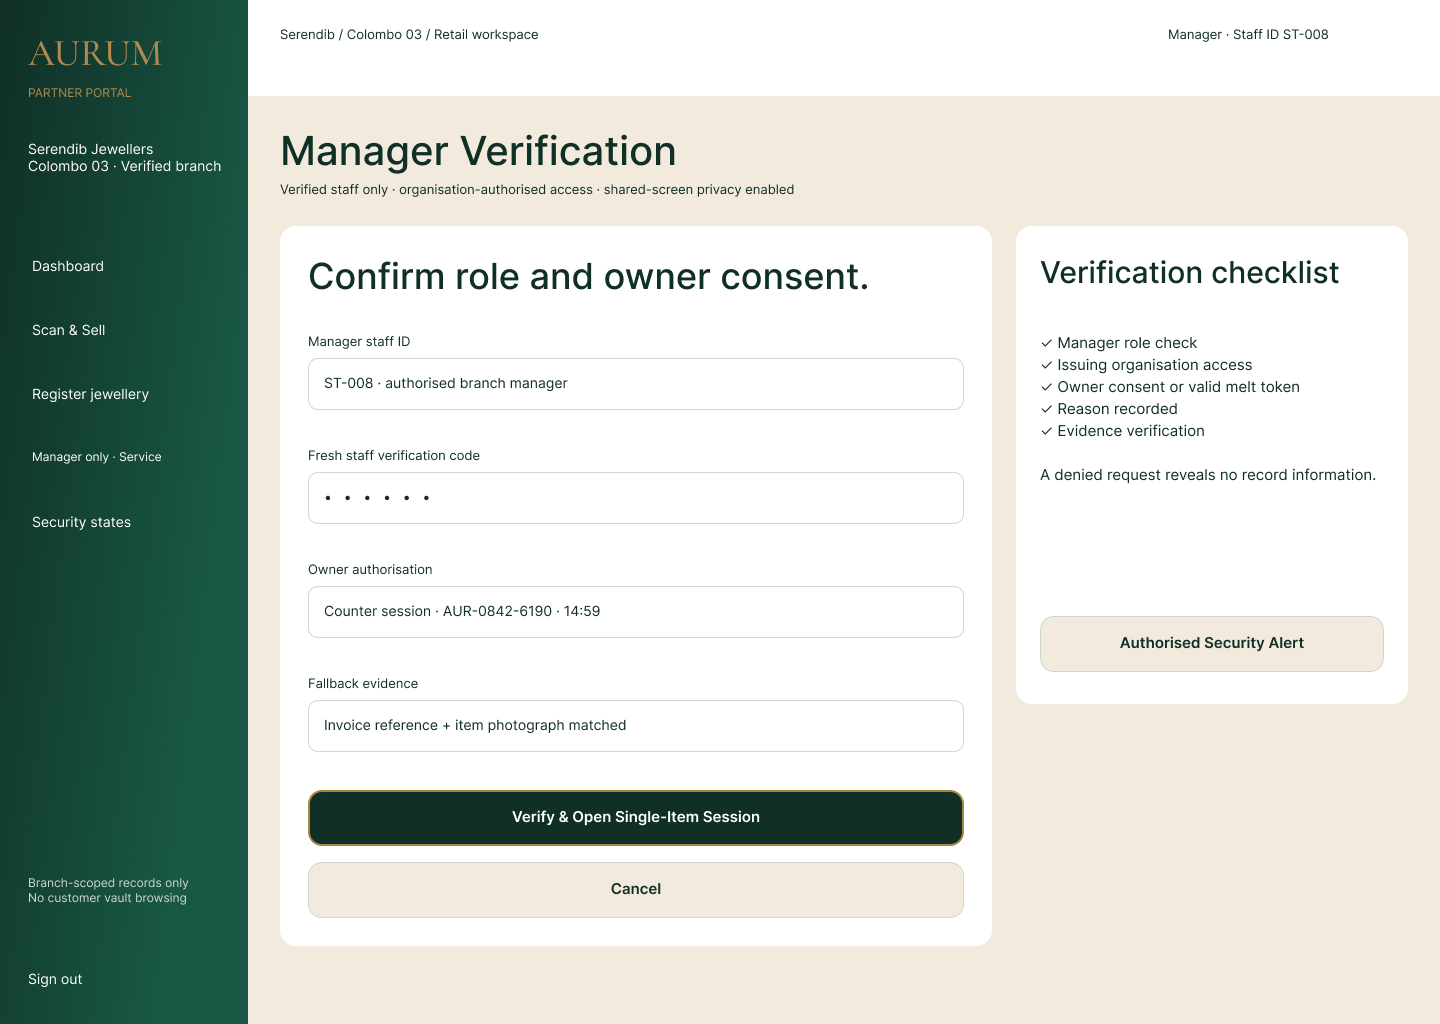 AURUM
PARTNER PORTAL
Serendib Jewellers
Colombo 03 · Verified branch
Dashboard
Scan & Sell
Register jewellery
Manager only · Service
Security states
Branch-scoped records only
No customer vault browsing
Sign out
Serendib / Colombo 03 / Retail workspace
Manager · Staff ID ST-008
Manager Verification
Verified staff only · organisation-authorised access · shared-screen privacy enabled
Confirm role and owner consent.
Manager staff ID
ST-008 · authorised branch manager
Fresh staff verification code
• • • • • •
Owner authorisation
Counter session · AUR-0842-6190 · 14:59
Fallback evidence
Invoice reference + item photograph matched
Verify & Open Single-Item Session
Cancel
Verification checklist
✓ Manager role check
✓ Issuing organisation access
✓ Owner consent or valid melt token
✓ Reason recorded
✓ Evidence verification
A denied request reveals no record information.
Authorised Security Alert